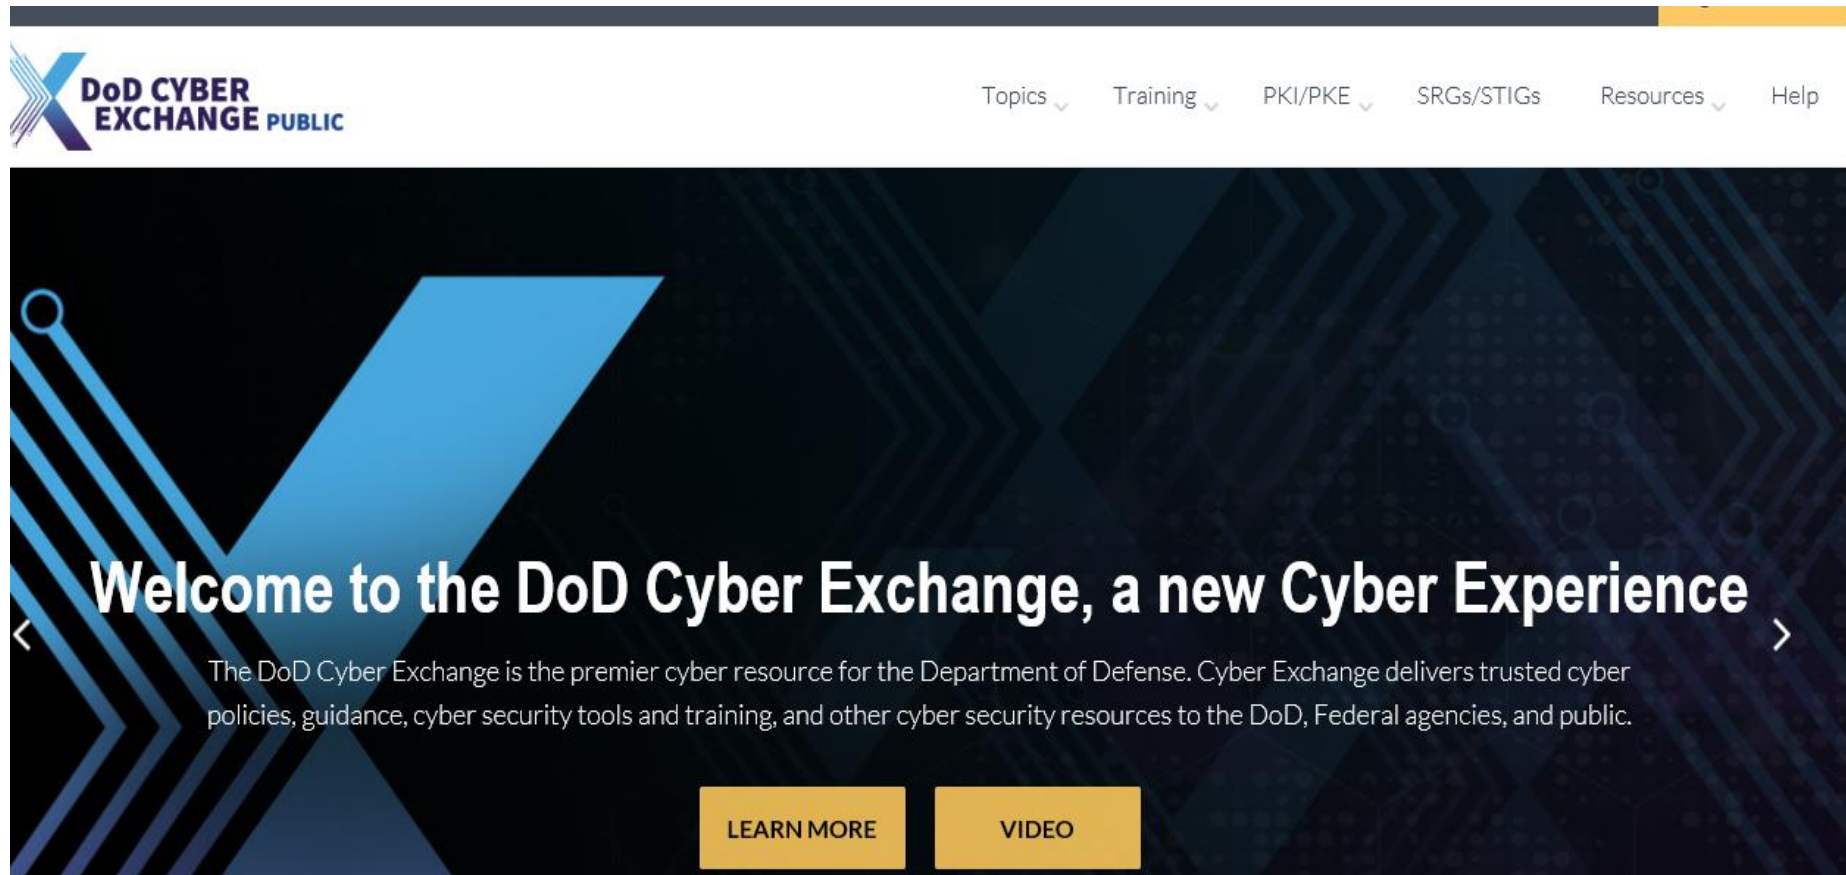 DoD CYBER
EXCHANGE PUBLIC
Topics
Training
PKI/PKE
SRGs/STIGs
Resources
Help
Welcome to the DoD Cyber Exchange, a new Cyber Experience
The DoD Cyber Exchange is the premier cyber resource for the Department of Defense. Cyber Exchange delivers trusted cyber
policies, guidance, cyber security tools and training, and other cyber security resources to the DoD, Federal agencies, and public.
LEARN MORE
VIDEO